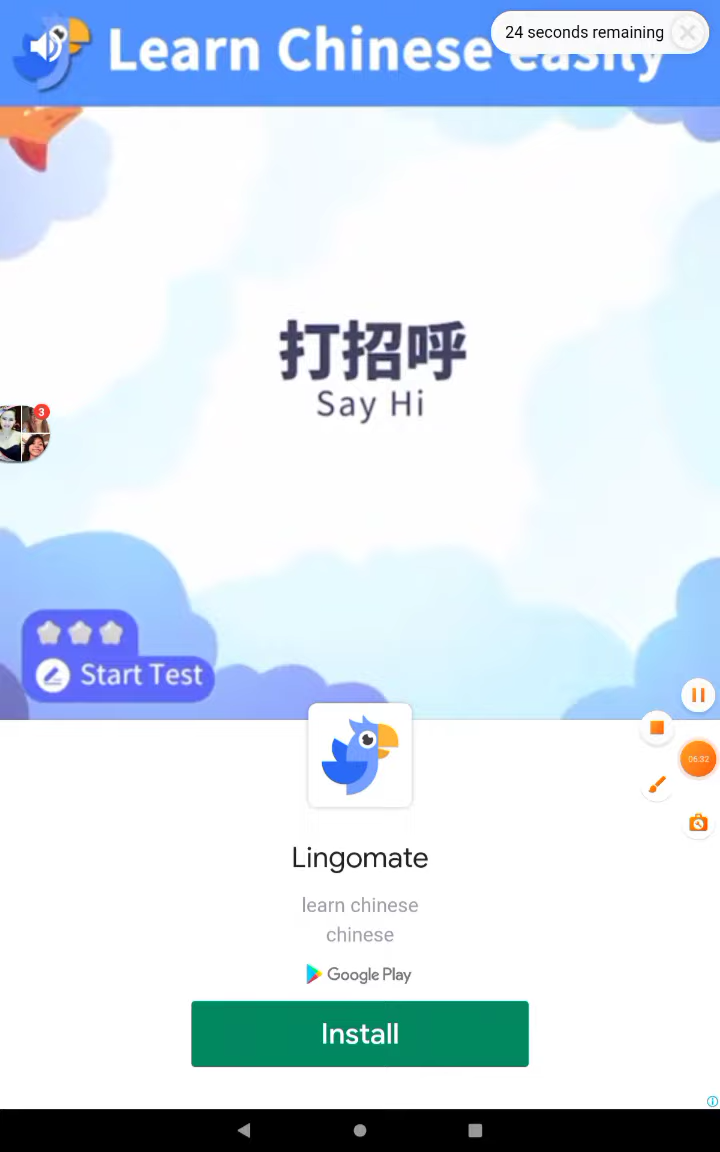 Learn Chinese easily
24 seconds remaining
打招呼
Say Hi
3
Start Test
06:32
Lingomate
learn chinese
chinese
Google Play
Install